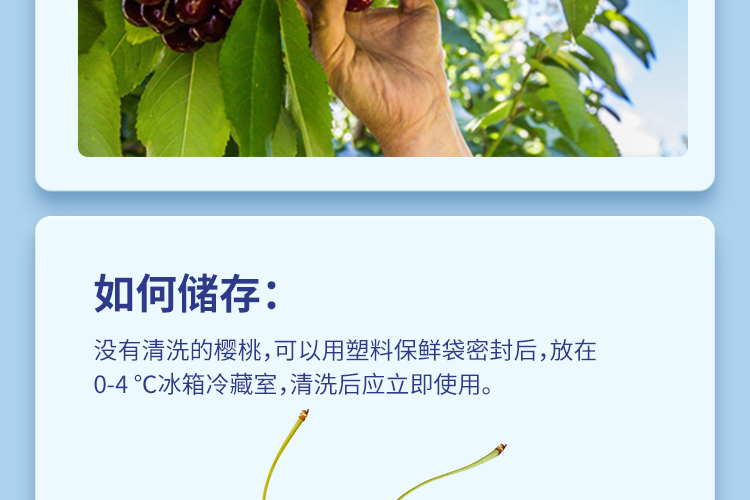 如何储存：
没有清洗的樱桃，可以用塑料保鲜袋密封后，放在
0-4 ℃冰箱冷藏室，清洗后应立即使用。